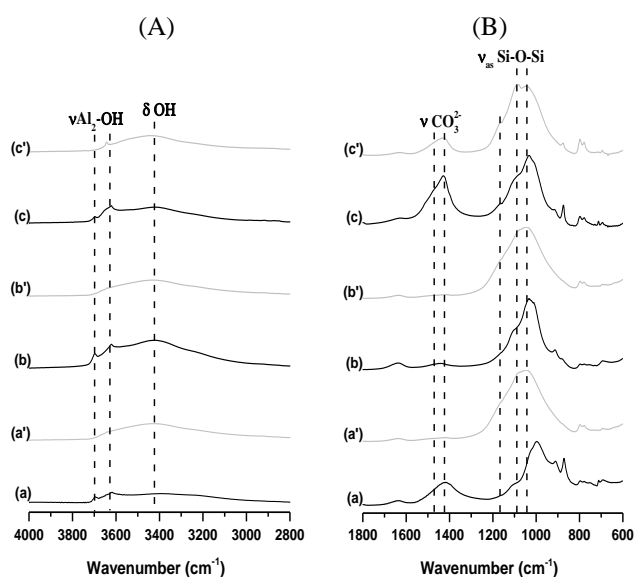 (A)
(B)
ν as Si-O-Si
νAl2-OH
δ OH
ν CO3 2-
(c')
(c)
(b')
(b)
(a')
(a)
4000 3800 3600 3400 3200 3000 2800
Wavenumber (cm-1)
(c')
(c)
(b')
(b)
(a')
(a)
1800 1600 1400 1200 1000 800 600
Wavenumber (cm-1)